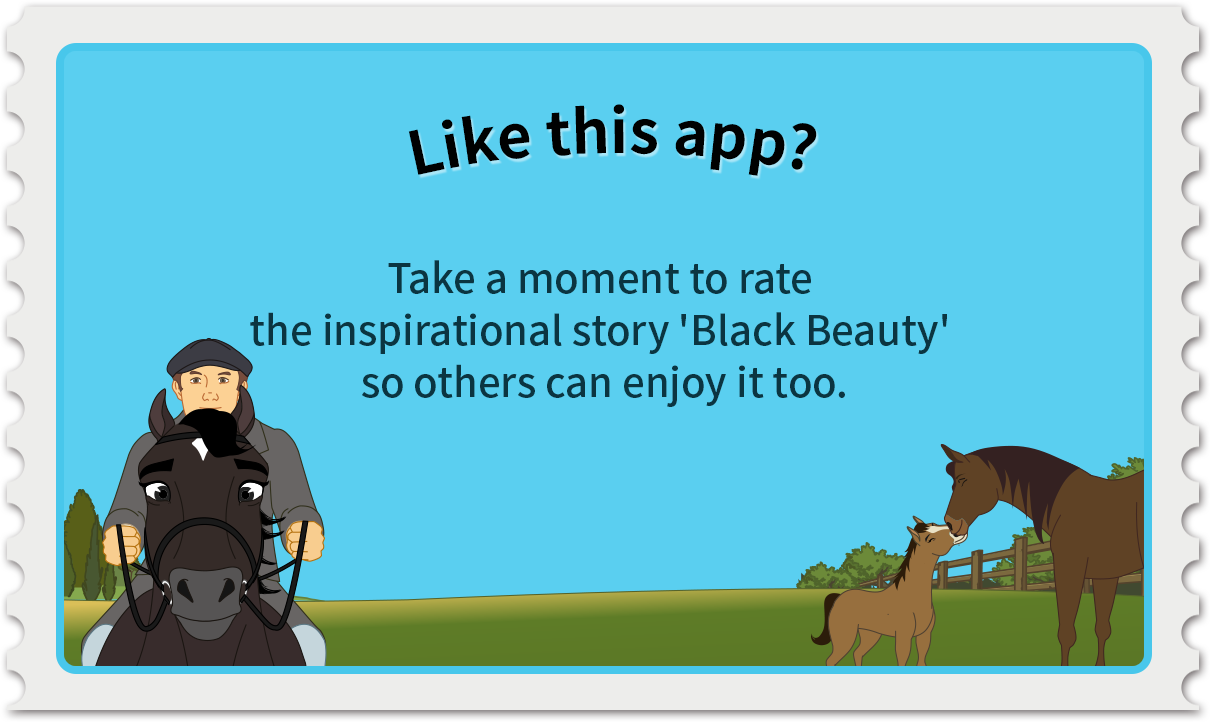 Like this app?
Take a moment to rate
the inspirational story 'Black Beauty'
so others can enjoy it too.